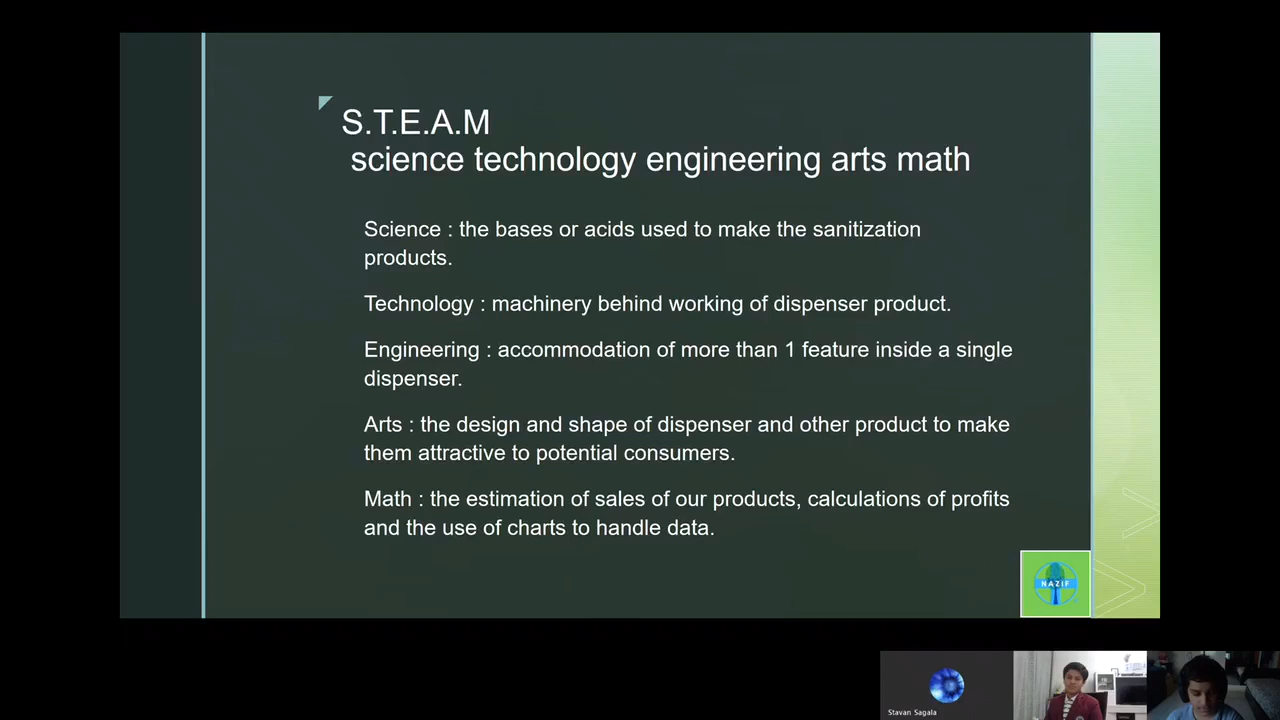 S.T.E.A.M
science technology engineering arts math
Science : the bases or acids used to make the sanitization
products.
Technology : machinery behind working of dispenser product.
Engineering : accommodation of more than 1 feature inside a single
dispenser.
Arts : the design and shape of dispenser and other product to make
them attractive to potential consumers.
Math : the estimation of sales of our products, calculations of profits
and the use of charts to handle data.
NAZIF
Stavan Sagala